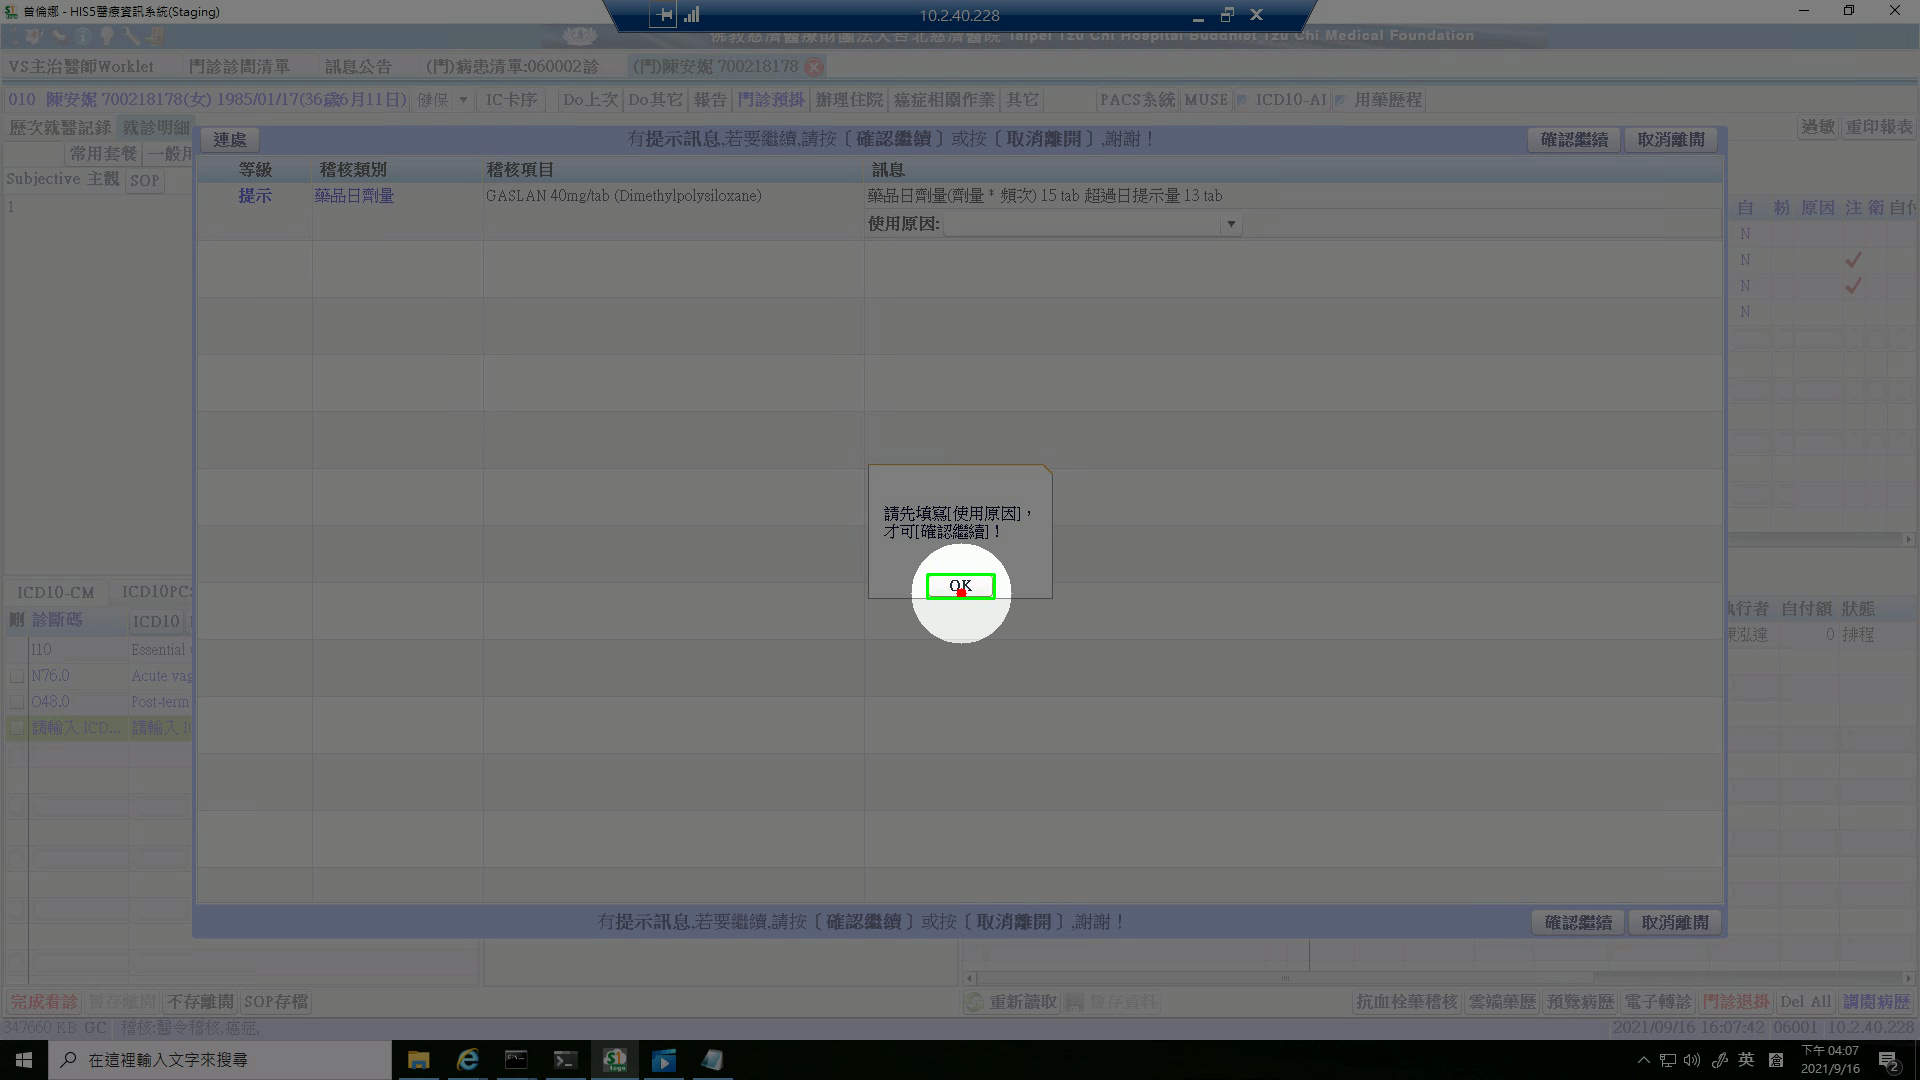 曾倫娜 - HIS5醫療資訊系統(Staging)
10.2.40.228
佛教慈濟醫療財團法人台北慈濟醫院 Taipei Tzu Chi Hospital Buddhist Tzu Chi Medical Foundation
VS主治醫師Worklet 門診診間清單 訊息公告 (門)病患清單:060002診 (門)陳安妮 700218178
010 陳安妮 700218178(女) 1985/01/17(36歲6月11日) 健保 IC卡序 Do上次 Do其它 報告 門診預掛 辦理住院 癌症相關作業 其它 PACS系統 MUSE ICD10-AI 用藥歷程
歷次就醫記錄 就診明細 過敏 重印報表
連處 有提示訊息,若要繼續,請按〔確認繼續〕或按〔取消離開〕,謝謝！ 確認繼續 取消離開
常用套餐 一般用
等級 稽核類別 稽核項目 訊息
Subjective 主觀 SOP
提示 藥品日劑量 GASLAN 40mg/tab (Dimethylpolysiloxane) 藥品日劑量(劑量 * 頻次) 15 tab 超過日提示量 13 tab
1
自 粉 原因 注 衛 自付
使用原因:
N
N
N
N
請先填寫[使用原因]，
才可[確認繼續]！
OK
ICD10-CM ICD10PC
刪 診斷碼 ICD10
執行者 自付額 狀態
陳泓達 0 排程
I10 Essential
N76.0 Acute vag
O48.0 Post-term
請輸入 ICD... 請輸入 I
有提示訊息,若要繼續,請按〔確認繼續〕或按〔取消離開〕,謝謝！ 確認繼續 取消離開
完成看診 暫存離開 不存離開 SOP存檔 重新讀取 暫存資料 抗血栓藥稽核 雲端藥歷 預覽病歷 電子轉診 門診退掛 Del All 調閱病歷
347660 KB GC 稽核:醫令稽核,癌症, 2021/09/16 16:07:42 06001 10.2.40.228
在這裡輸入文字來搜尋
英
下午 04:07
2021/9/16
2